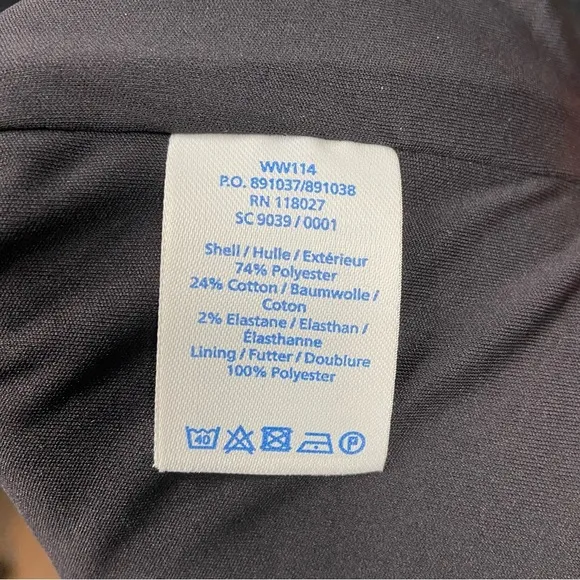 WW114
P.O. 891037/891038
RN 118027
SC 9039 / 0001
Shell / Hulle / Extérieur
74% Polyester
24% Cotton / Baumwolle /
Coton
2% Elastane / Elasthan /
Élasthanne
Lining / Futter / Doublure
100% Polyester
40 P